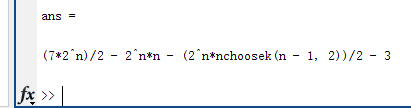 ans =
(7*2^n)/2 - 2^n*n - (2^n*nchoosek(n - 1, 2))/2 - 3
fx >>